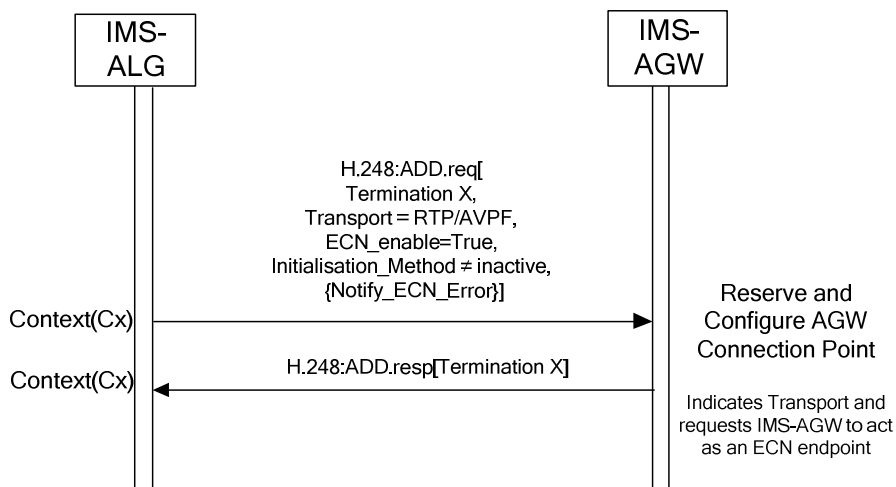 IMS-
ALG
IMS-
AGW
H.248:ADD.req[
Termination X,
Transport = RTP/AVPF,
ECN_enable=True,
Initialisation_Method ≠ inactive,
{Notify_ECN_Error}]
Context(Cx)
Reserve and
Configure AGW
Connection Point
H.248:ADD.resp[Termination X]
Context(Cx)
Indicates Transport and
requests IMS-AGW to act
as an ECN endpoint